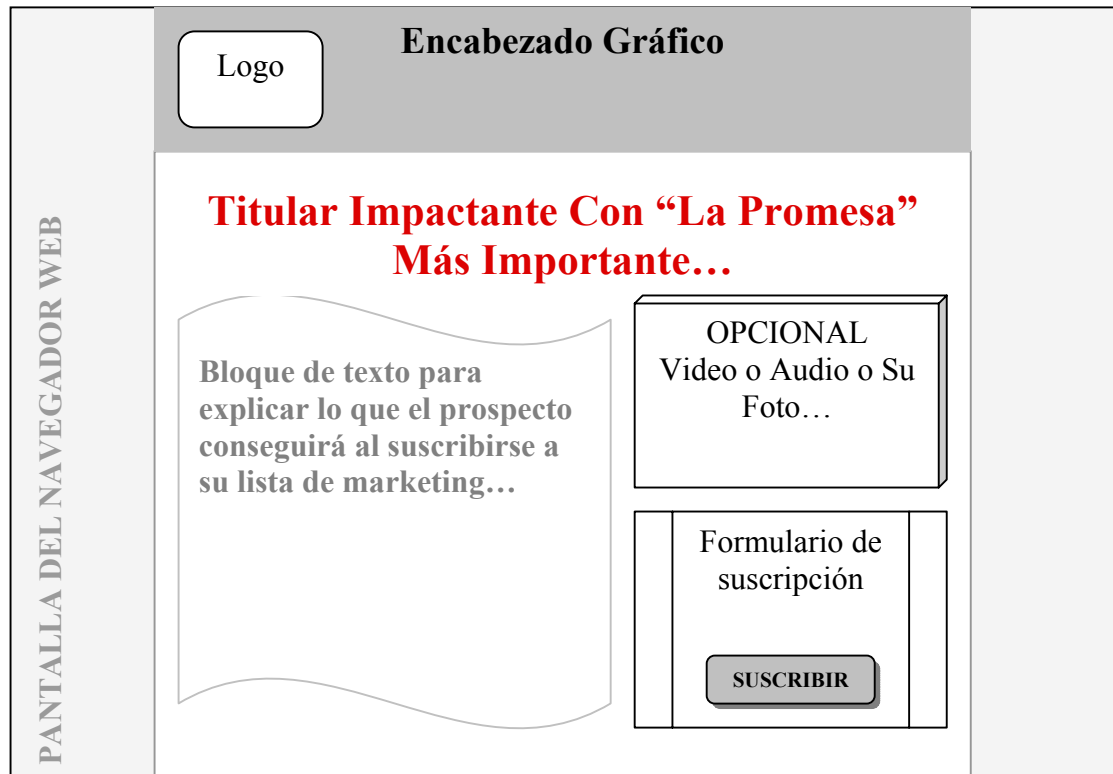 Encabezado Gráfico
Logo
Titular Impactante Con “La Promesa”
Más Importante…
Bloque de texto para
explicar lo que el prospecto
conseguirá al suscribirse a
su lista de marketing…
OPCIONAL
Video o Audio o Su
Foto…
Formulario de
suscripción
SUSCRIBIR
PANTALLA DEL NAVEGADOR WEB